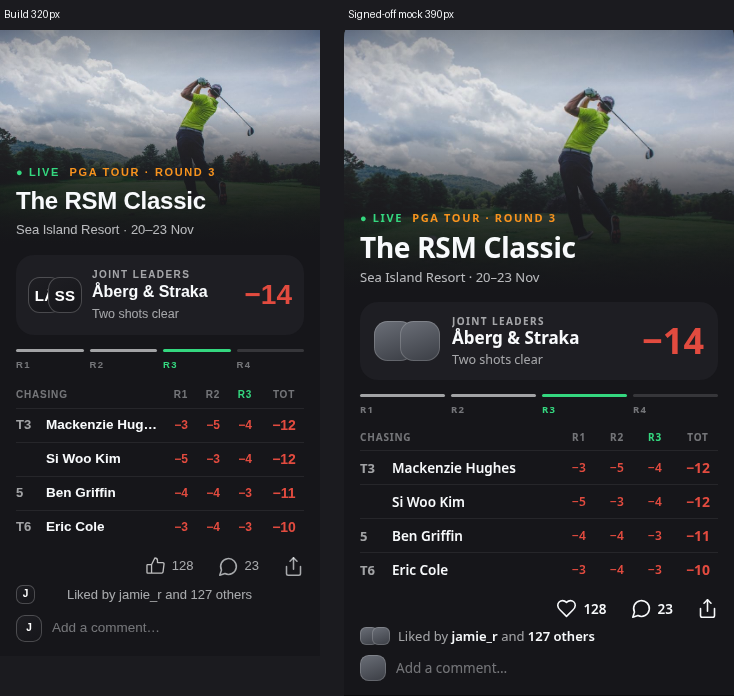 Build 320px
● LIVE PGA TOUR · ROUND 3
The RSM Classic
Sea Island Resort · 20–23 Nov
SS
JOINT LEADERS
Åberg & Straka
Two shots clear
−14
R1 R2 R3 R4
CHASING R1 R2 R3 TOT
T3 Mackenzie Hug… −3 −5 −4 −12
Si Woo Kim −5 −3 −4 −12
5 Ben Griffin −4 −4 −3 −11
T6 Eric Cole −3 −4 −3 −10
128 23
J Liked by jamie_r and 127 others
J Add a comment…
Signed-off mock 390px
● LIVE PGA TOUR · ROUND 3
The RSM Classic
Sea Island Resort · 20–23 Nov
JOINT LEADERS
Åberg & Straka
Two shots clear
−14
R1 R2 R3 R4
CHASING R1 R2 R3 TOT
T3 Mackenzie Hughes −3 −5 −4 −12
Si Woo Kim −5 −3 −4 −12
5 Ben Griffin −4 −4 −3 −11
T6 Eric Cole −3 −4 −3 −10
128 23
Liked by jamie_r and 127 others
Add a comment…